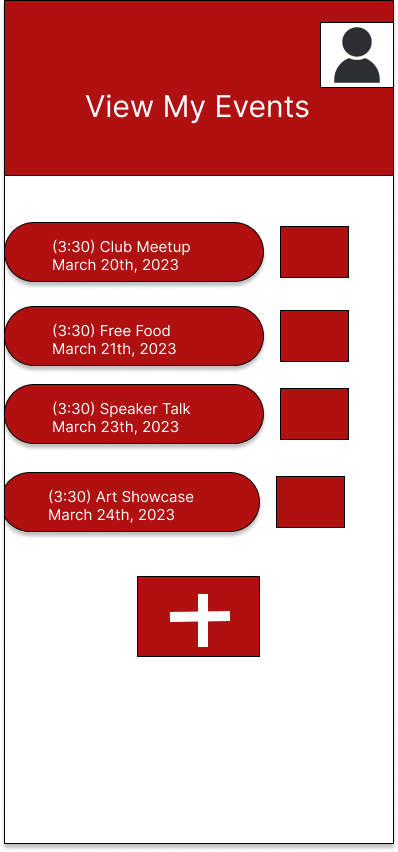 View My Events
(3:30) Club Meetup
March 20th, 2023
(3:30) Free Food
March 21th, 2023
(3:30) Speaker Talk
March 23th, 2023
(3:30) Art Showcase
March 24th, 2023